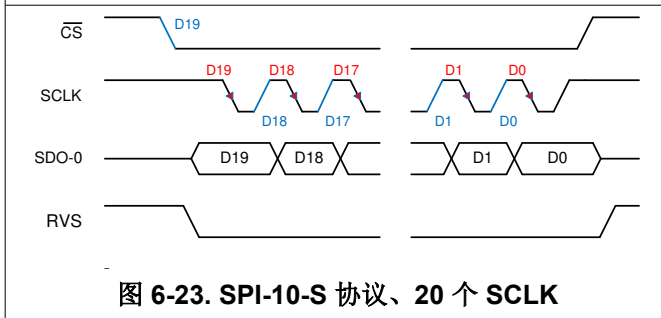 CS D19
D19 D18 D17 D1 D0
SCLK
D18 D17 D1 D0
SDO-0 D19 D18 D1 D0
RVS
图 6-23. SPI-10-S 协议、20 个 SCLK